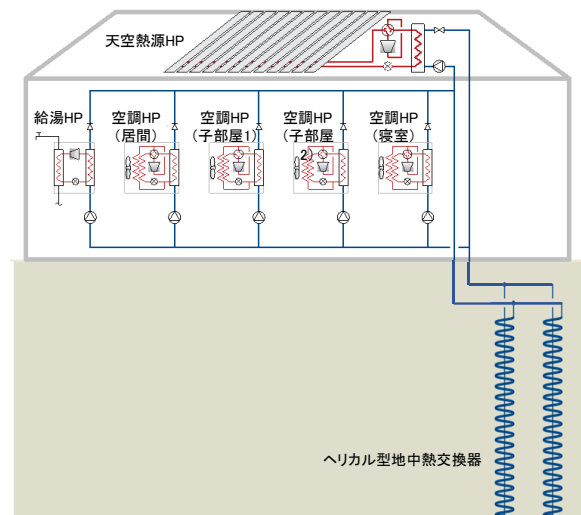 天空熱源HP
給湯HP
空調HP
（居間）
空調HP
（子部屋1）
空調HP
（子部屋
2）
空調HP
（寝室）
ヘリカル型地中熱交換器